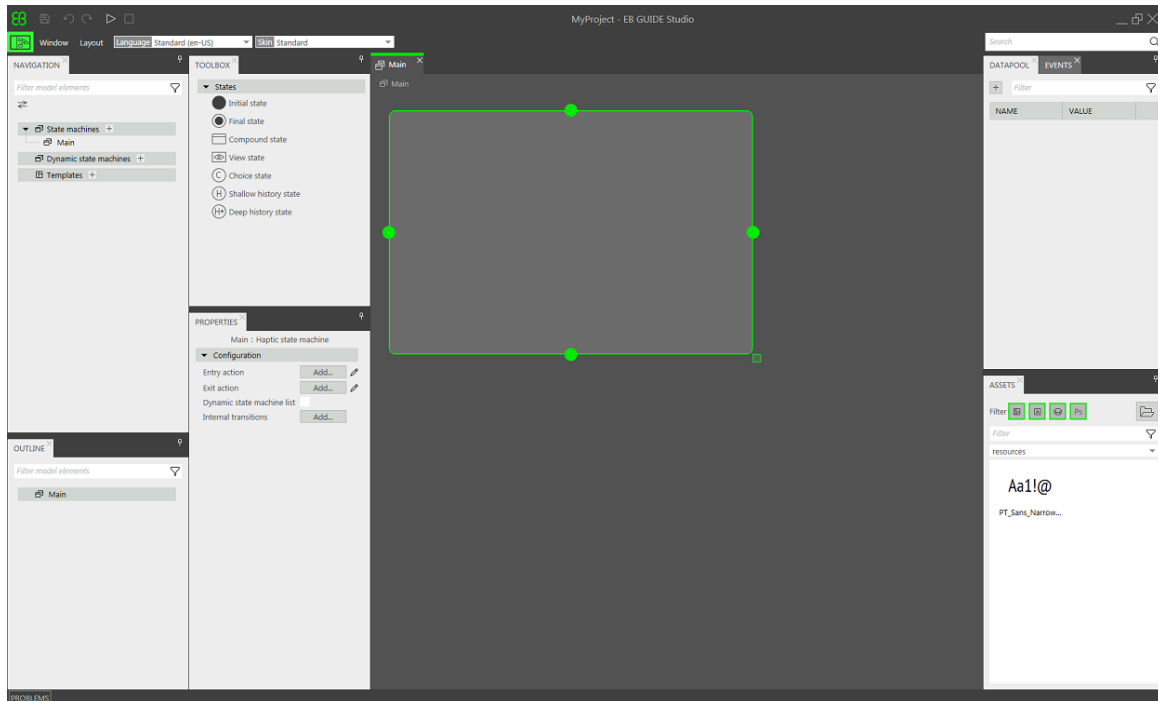 EB
MyProject - EB GUIDE Studio
Window Layout Language Standard (en-US) Skin Standard
Search
NAVIGATION
Filter model elements
State machines +
Main
Dynamic state machines +
Templates +
OUTLINE
Filter model elements
Main
TOOLBOX
States
Initial state
Final state
Compound state
View state
C Choice state
H Shallow history state
H* Deep history state
PROPERTIES
Main : Haptic state machine
Configuration
Entry action Add...
Exit action Add...
Dynamic state machine list
Internal transitions Add...
Main
Main
DATAPOOL EVENTS
+ Filter
NAME VALUE
ASSETS
Filter A Ps
Filter
resources
Aa1!@
PT_Sans_Narrow...
PROBLEMS